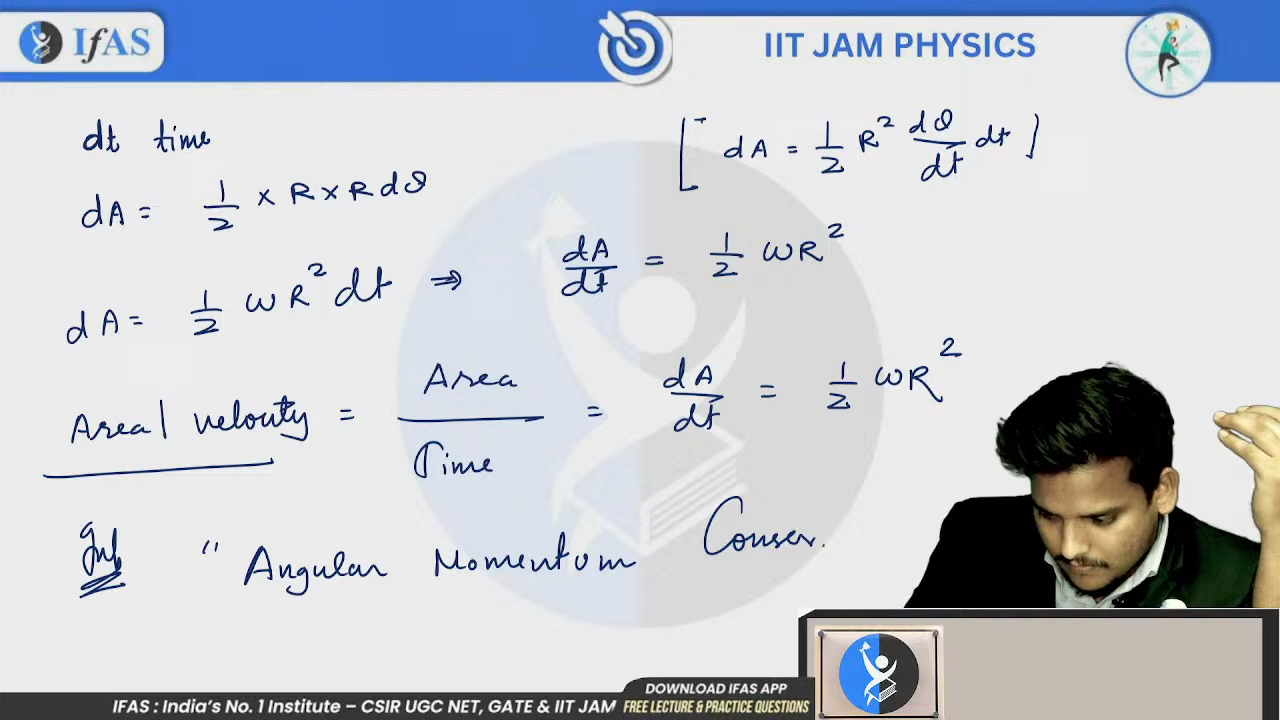 IfAS
IIT JAM PHYSICS
dt time
[ dA = 1/2 R² dθ/dt dt ]
dA = 1/2 × R × R dθ
dA = 1/2 ωR² dt ⇒ dA/dt = 1/2 ωR²
Areal velocity = Area/Time = dA/dt = 1/2 ωR²
" Angular Momentum Conser.
DOWNLOAD IFAS APP
IFAS : India's No. 1 Institute – CSIR UGC NET, GATE & IIT JAM FREE LECTURE & PRACTICE QUESTIONS